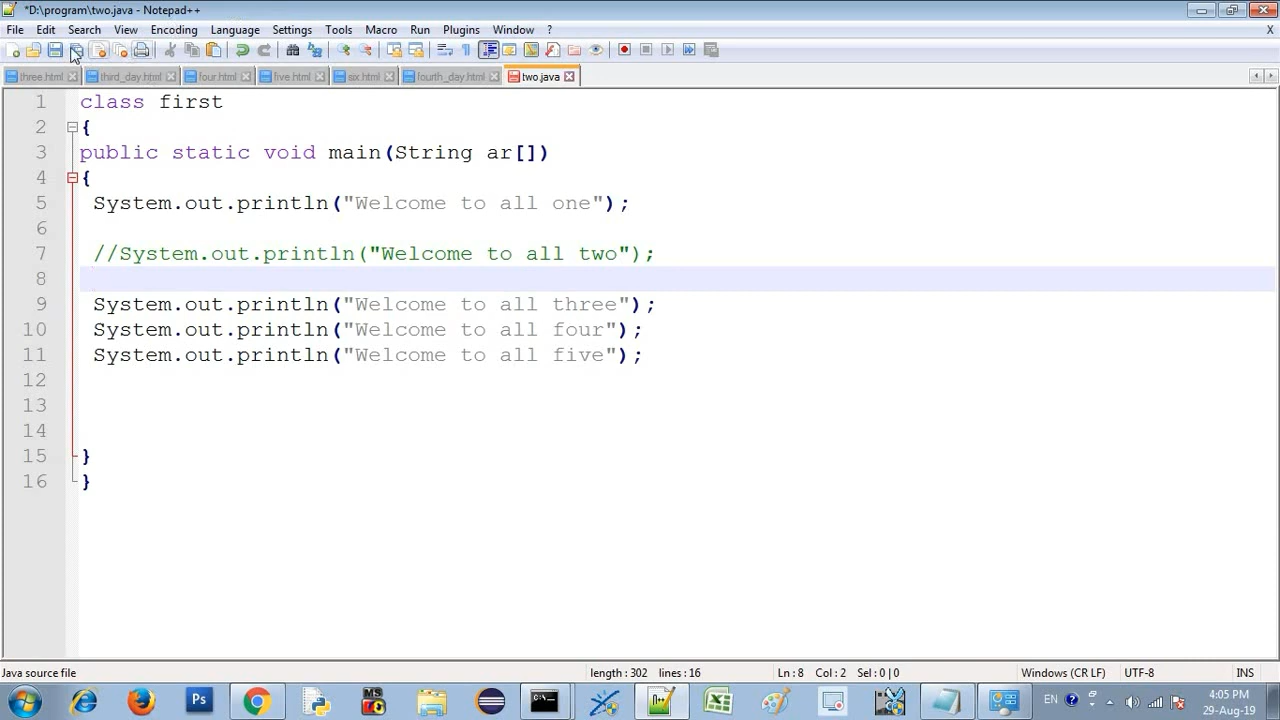 *D:\program\two.java - Notepad++
File Edit Search View Encoding Language Settings Tools Macro Run Plugins Window ? X
three.html third_day.html four.html five.html six.html fourth_day.html two.java
1 class first
2 {
3 public static void main(String ar[])
4 {
5 System.out.println("Welcome to all one");
6
7 //System.out.println("Welcome to all two");
8
9 System.out.println("Welcome to all three");
10 System.out.println("Welcome to all four");
11 System.out.println("Welcome to all five");
12
13
14
15 }
16 }
Java source file length : 302 lines : 16 Ln : 8 Col : 2 Sel : 0 | 0 Windows (CR LF) UTF-8 INS
Ps MS EN 4:05 PM
29-Aug-19